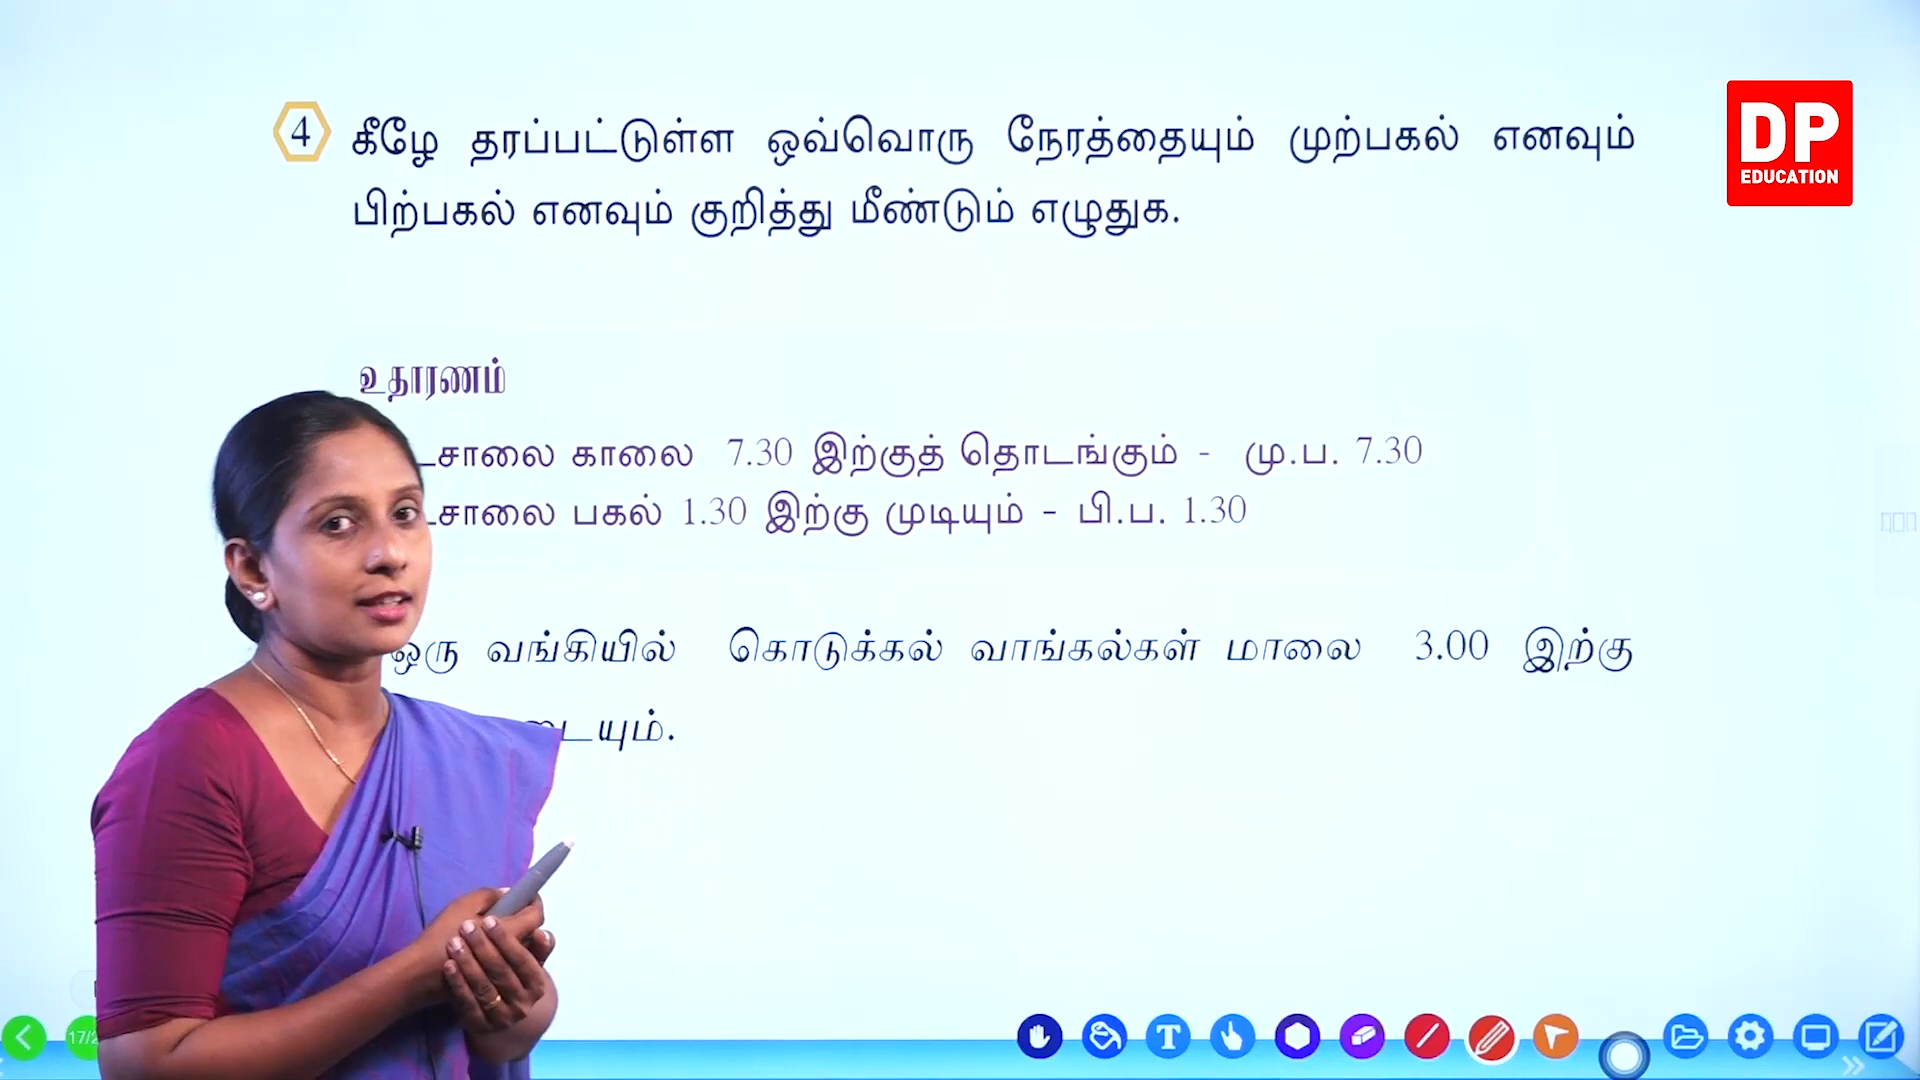 4 கீழே தரப்பட்டுள்ள ஒவ்வொரு நேரத்தையும் முற்பகல் எனவும்
பிற்பகல் எனவும் குறித்து மீண்டும் எழுதுக.
DP
EDUCATION
உதாரணம்
காலை 7.30 இற்குத் தொடங்கும் - மு.ப. 7.30
பகல் 1.30 இற்கு முடியும் - பி.ப. 1.30
ஒரு வங்கியில் கொடுக்கல் வாங்கல்கள் மாலை 3.00 இற்கு